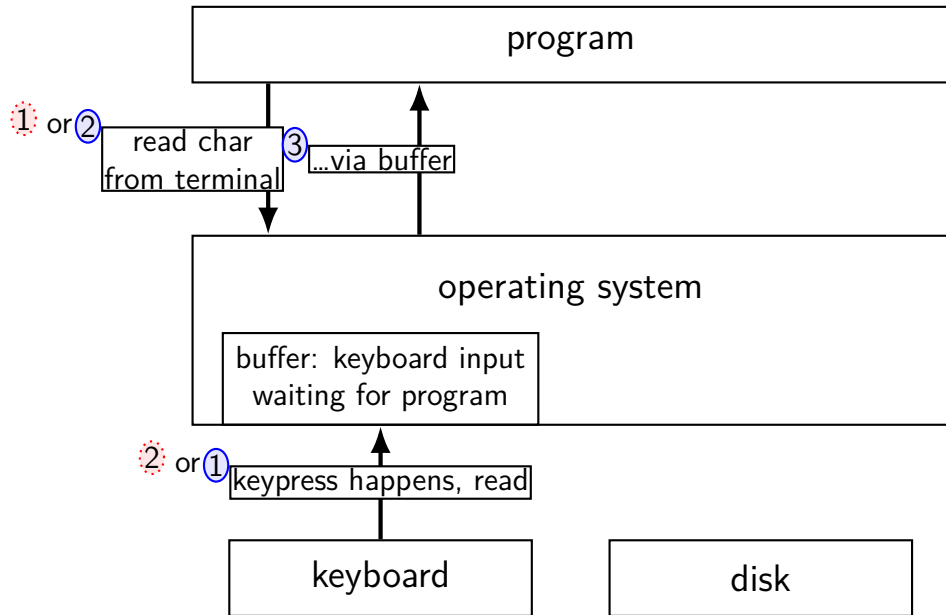 program
1 or 2
read char
from terminal
3
...via buffer
operating system
buffer: keyboard input
waiting for program
2 or 1
keypress happens, read
keyboard
disk